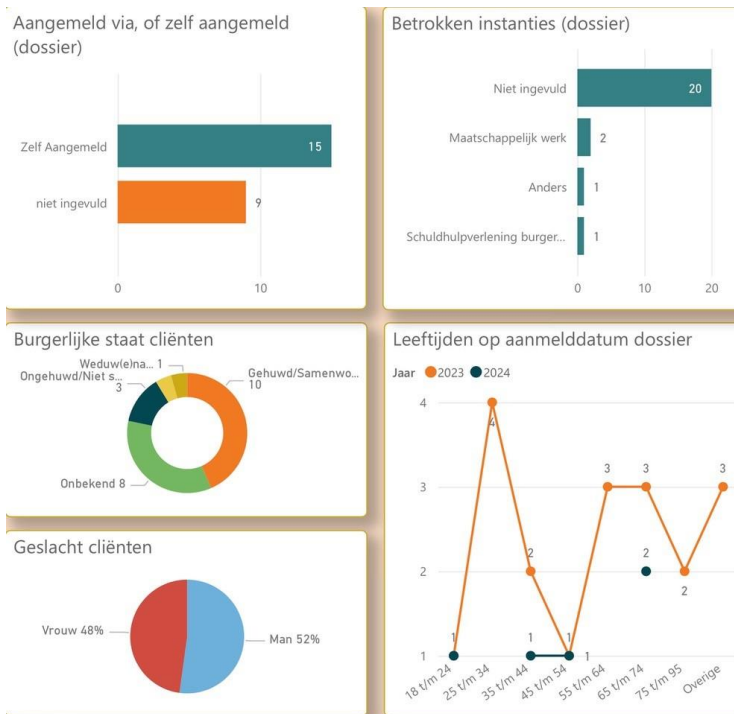 Aangemeld via, of zelf aangemeld
(dossier)
Zelf Aangemeld
15
niet ingevuld
9
0
10
Betrokken instanties (dossier)
Niet ingevuld
20
Maatschappelijk werk
2
Anders
1
Schuldhulpverlening burger...
1
0
10
20
Burgerlijke staat cliënten
Weduw(e)na... 1
Ongehuwd/Niet s...
3
Gehuwd/Samenwo...
10
Onbekend 8
Geslacht cliënten
Vrouw 48%
Man 52%
Leeftijden op aanmelddatum dossier
Jaar 2023 2024
4
3
2
1
4
3
3
3
2
2
2
1
1
1
1
18 t/m 24
25 t/m 34
35 t/m 44
45 t/m 54
55 t/m 64
65 t/m 74
75 t/m 95
Overige